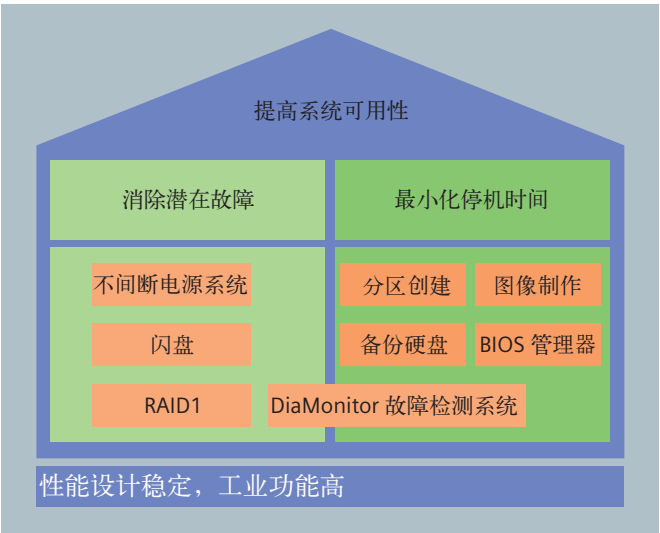 提高系统可用性
消除潜在故障
最小化停机时间
不间断电源系统
分区创建
图像制作
闪盘
备份硬盘
BIOS 管理器
RAID1
DiaMonitor 故障检测系统
性能设计稳定，工业功能高